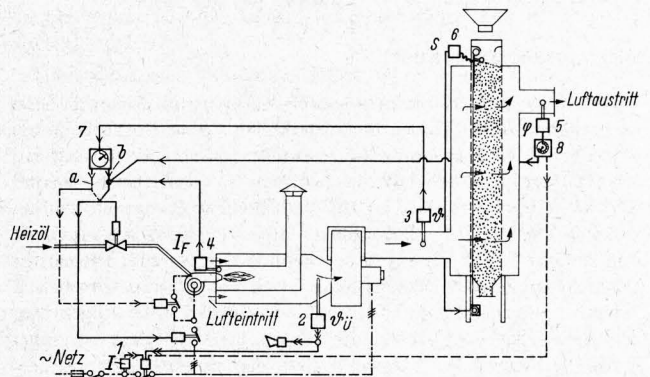 S 6
Luftaustritt
7 b φ 5
8
a
3 ϑ
Heizöl I_F 4
Lufteintritt
2 ϑ_Ü
1
~Netz I